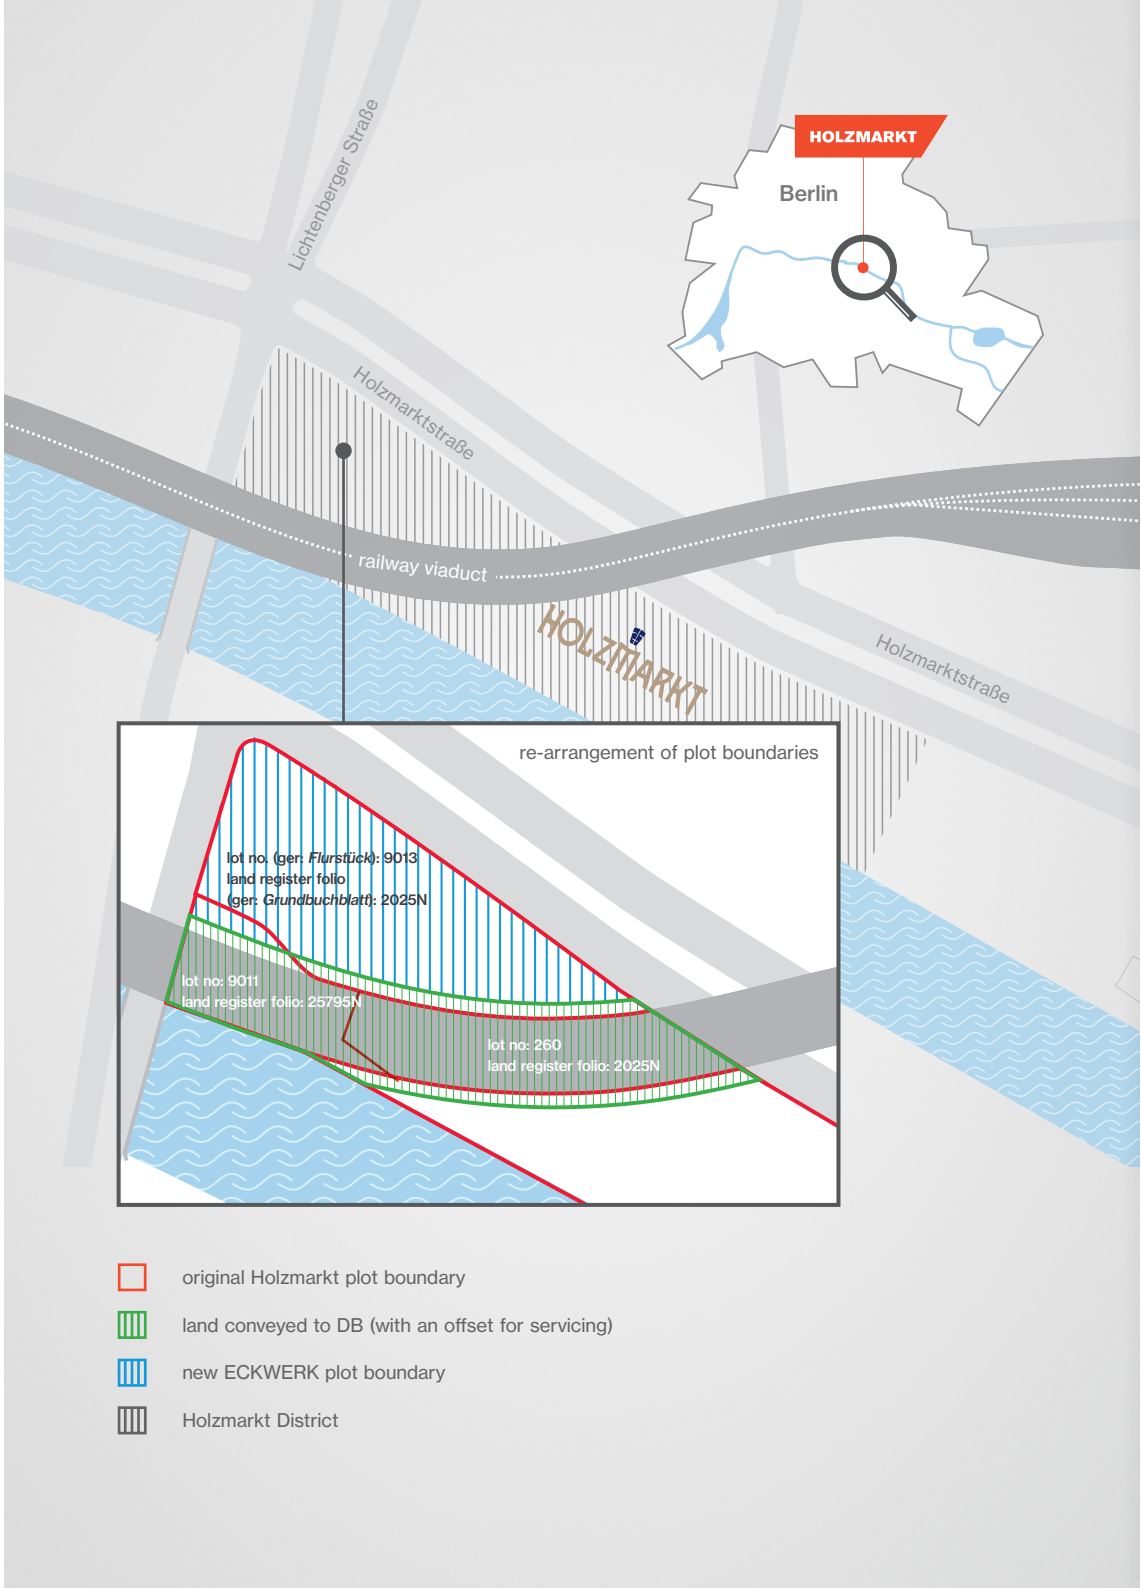 Lichtenberger Straße
HOLZMARKT
Berlin
Holzmarktstraße
railway viaduct
HOLZMARKT
Holzmarktstraße
re-arrangement of plot boundaries
lot no. (ger: Flurstück): 9013
land register folio
(ger: Grundbuchblatt): 2025N
lot no: 9011
land register folio: 25795N
lot no: 260
land register folio: 2025N
original Holzmarkt plot boundary
land conveyed to DB (with an offset for servicing)
new ECKWERK plot boundary
Holzmarkt District